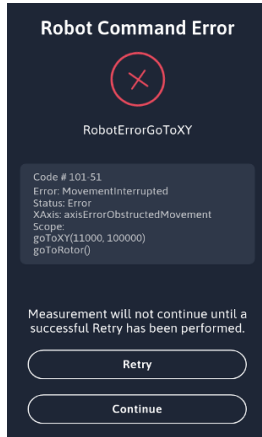 Robot Command Error
RobotErrorGoToXY
Code # 101-51
Error: MovementInterrupted
Status: Error
XAxis: axisErrorObstructedMovement
Scope:
goToXY(11000, 100000)
goToRotor()
Measurement will not continue until a
successful Retry has been performed.
Retry
Continue